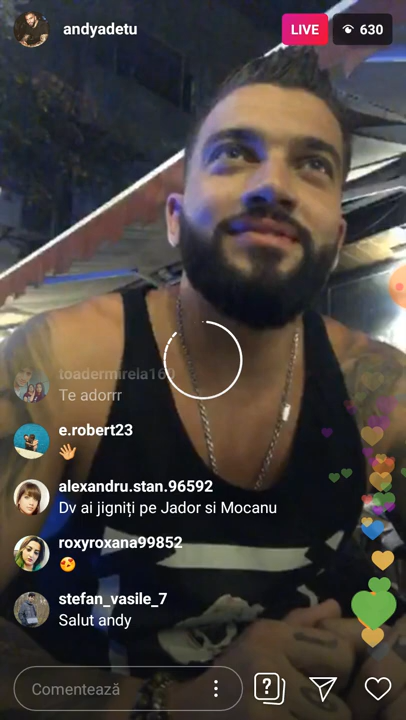 andyadetu
LIVE
630
toadermirela160
Te adorrr
e.robert23
👋
alexandru.stan.96592
Dv ai jigniți pe Jador si Mocanu
roxyroxana99852
😍
stefan_vasile_7
Salut andy
Comentează